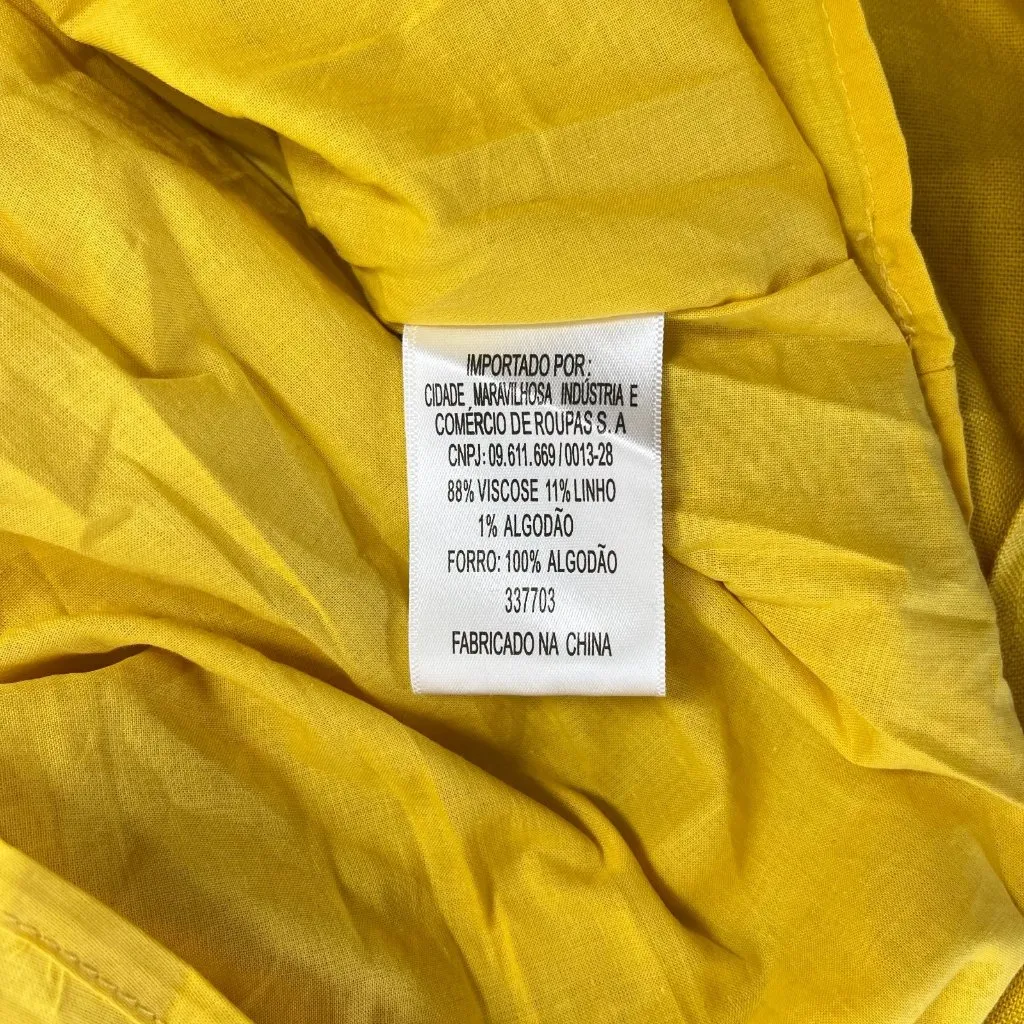 IMPORTADO POR:
CIDADE MARAVILHOSA INDÚSTRIA E
COMÉRCIO DE ROUPAS S. A
CNPJ: 09.611.669/0013-28
88% VISCOSE 11% LINHO
1% ALGODÃO
FORRO: 100% ALGODÃO
337703
FABRICADO NA CHINA